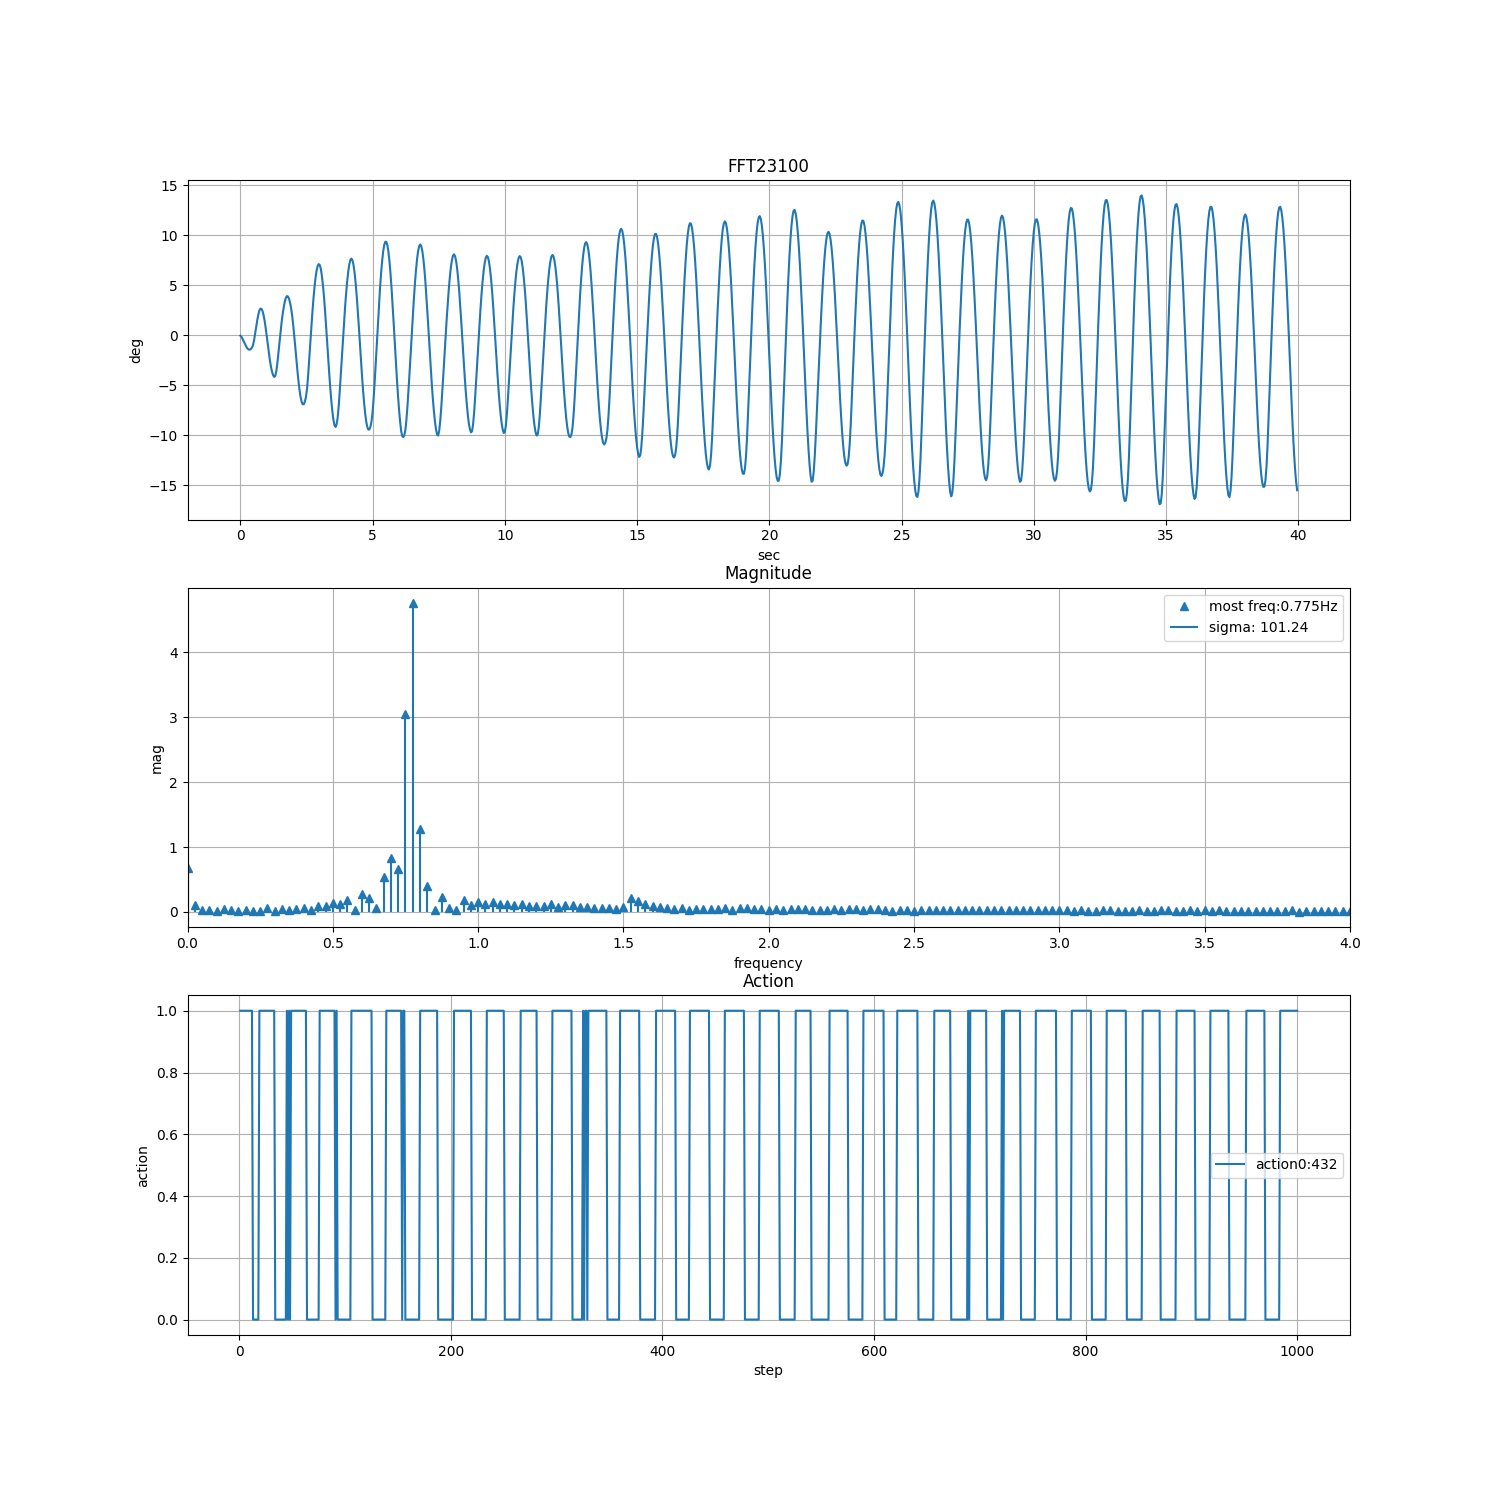 FFT23100
15
10
5
0
−5
−10
−15
deg
0 5 10 15 20 25 30 35 40
sec
Magnitude
most freq:0.775Hz
sigma: 101.24
4
3
2
1
0
mag
0.0 0.5 1.0 1.5 2.0 2.5 3.0 3.5 4.0
frequency
Action
1.0
0.8
0.6
0.4
0.2
0.0
action
action0:432
0 200 400 600 800 1000
step